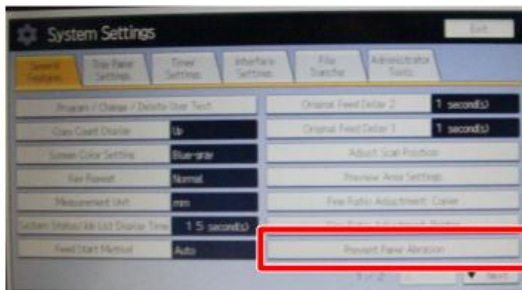 System Settings
Exit
General Features
Tray Paper Settings
Timer Settings
Interface Settings
File Transfer
Administrator Tools
Program / Change / Delete User Text
Original Feed Delay 2
1 second(s)
Copy Count Display
Up
Original Feed Delay 1
1 second(s)
Screen Color Setting
Blue-gray
Adjust Scan Position
Key Repeat
Normal
Preview Area Settings
Measurement Unit
mm
Fine Ratio Adjustment: Copier
System Status/Job List Display Time
15 second(s)
Feed Start Method
Auto
Prevent Paper Abrasion
1/2
▼ Next